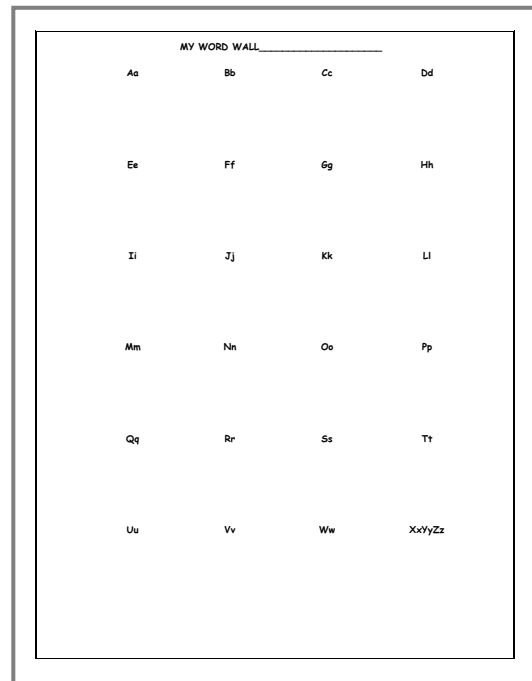 MY WORD WALL_____________________
Aa Bb Cc Dd
Ee Ff Gg Hh
Ii Jj Kk Ll
Mm Nn Oo Pp
Qq Rr Ss Tt
Uu Vv Ww XxYyZz